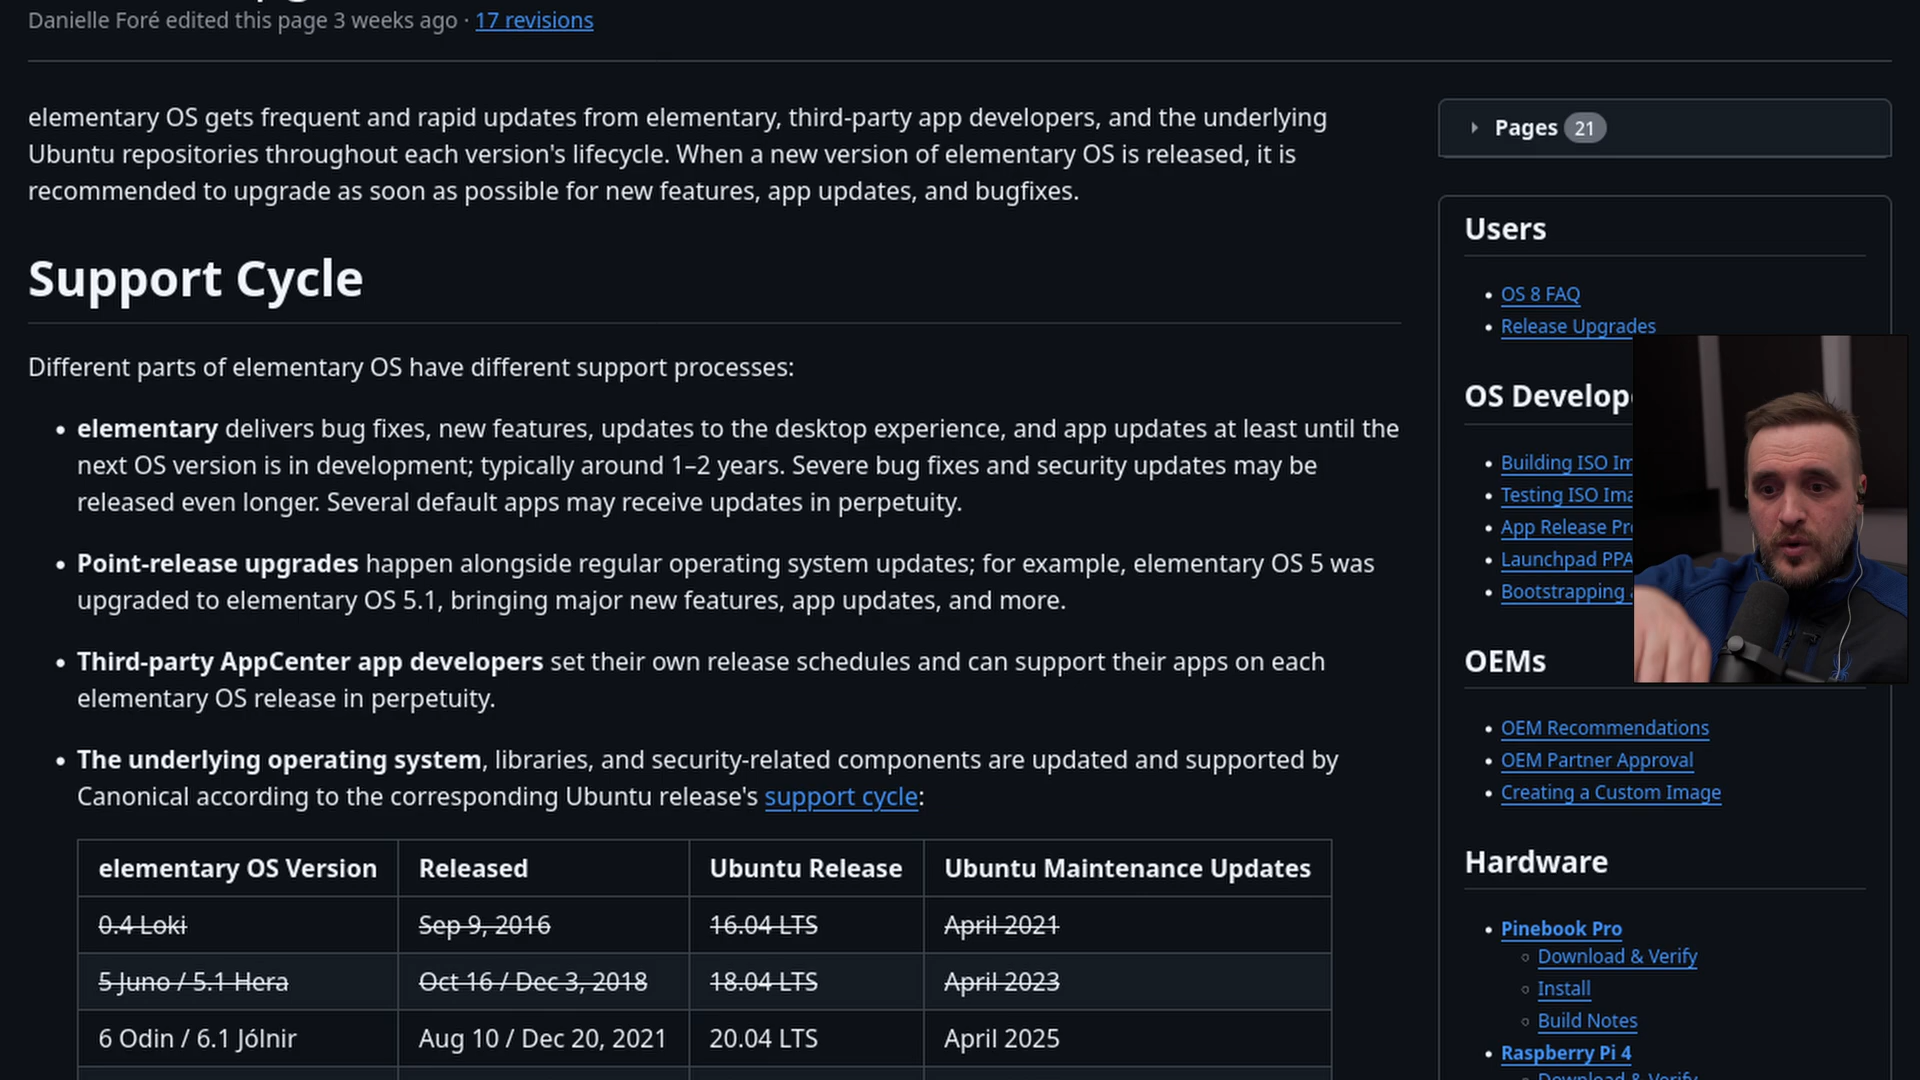 Danielle Foré edited this page 3 weeks ago · 17 revisions
elementary OS gets frequent and rapid updates from elementary, third-party app developers, and the underlying
Ubuntu repositories throughout each version's lifecycle. When a new version of elementary OS is released, it is
recommended to upgrade as soon as possible for new features, app updates, and bugfixes.
Support Cycle
Different parts of elementary OS have different support processes:
• elementary delivers bug fixes, new features, updates to the desktop experience, and app updates at least until the
next OS version is in development; typically around 1–2 years. Severe bug fixes and security updates may be
released even longer. Several default apps may receive updates in perpetuity.
• Point-release upgrades happen alongside regular operating system updates; for example, elementary OS 5 was
upgraded to elementary OS 5.1, bringing major new features, app updates, and more.
• Third-party AppCenter app developers set their own release schedules and can support their apps on each
elementary OS release in perpetuity.
• The underlying operating system, libraries, and security-related components are updated and supported by
Canonical according to the corresponding Ubuntu release's support cycle:
elementary OS Version Released Ubuntu Release Ubuntu Maintenance Updates
0.4 Loki Sep 9, 2016 16.04 LTS April 2021
5 Juno / 5.1 Hera Oct 16 / Dec 3, 2018 18.04 LTS April 2023
6 Odin / 6.1 Jólnir Aug 10 / Dec 20, 2021 20.04 LTS April 2025
Pages 21
Users
• OS 8 FAQ
• Release Upgrades
OS Develop
• Building ISO Im
• Testing ISO Ima
• App Release Pr
• Launchpad PPA
• Bootstrapping
OEMs
• OEM Recommendations
• OEM Partner Approval
• Creating a Custom Image
Hardware
• Pinebook Pro
◦ Download & Verify
◦ Install
◦ Build Notes
• Raspberry Pi 4
Download & Verify